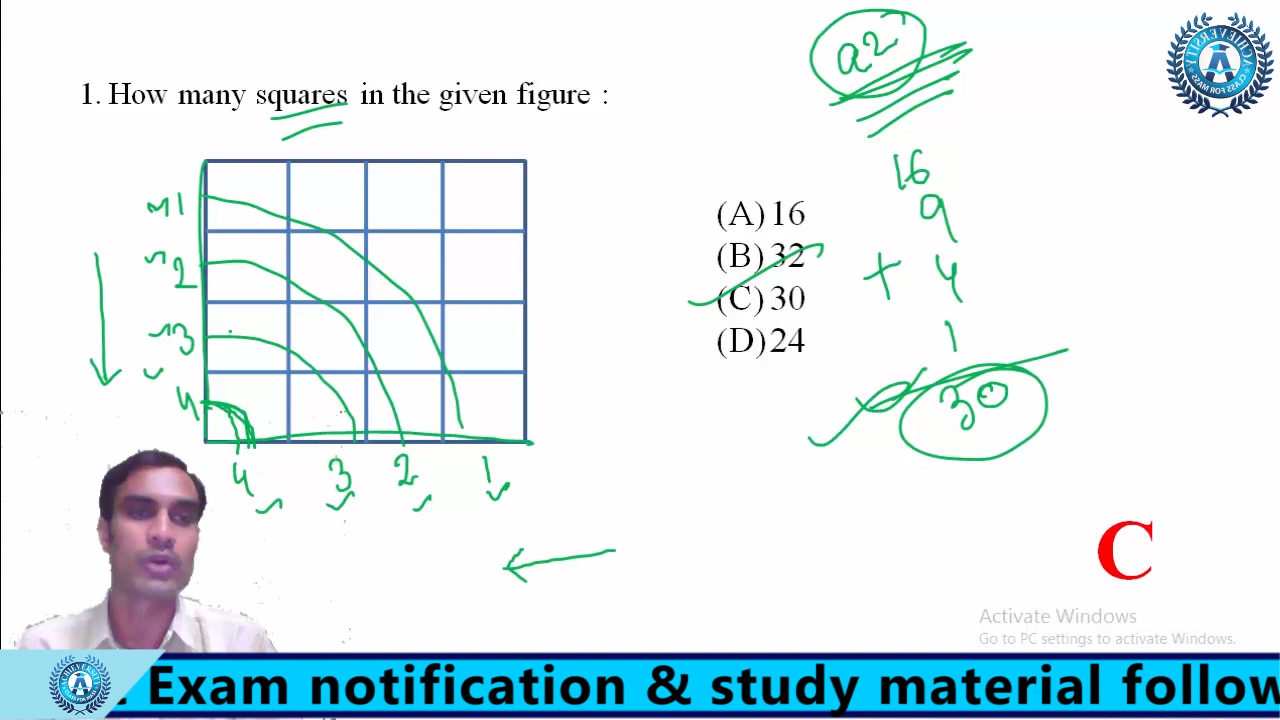 a2
1. How many squares in the given figure :
(A) 16
(B) 32
(C) 30
(D) 24
1
2
3
4
4 3 2 1
16
9
+ 4
1
30
C
Activate Windows
Go to PC settings to activate Windows.
Exam notification & study material follow